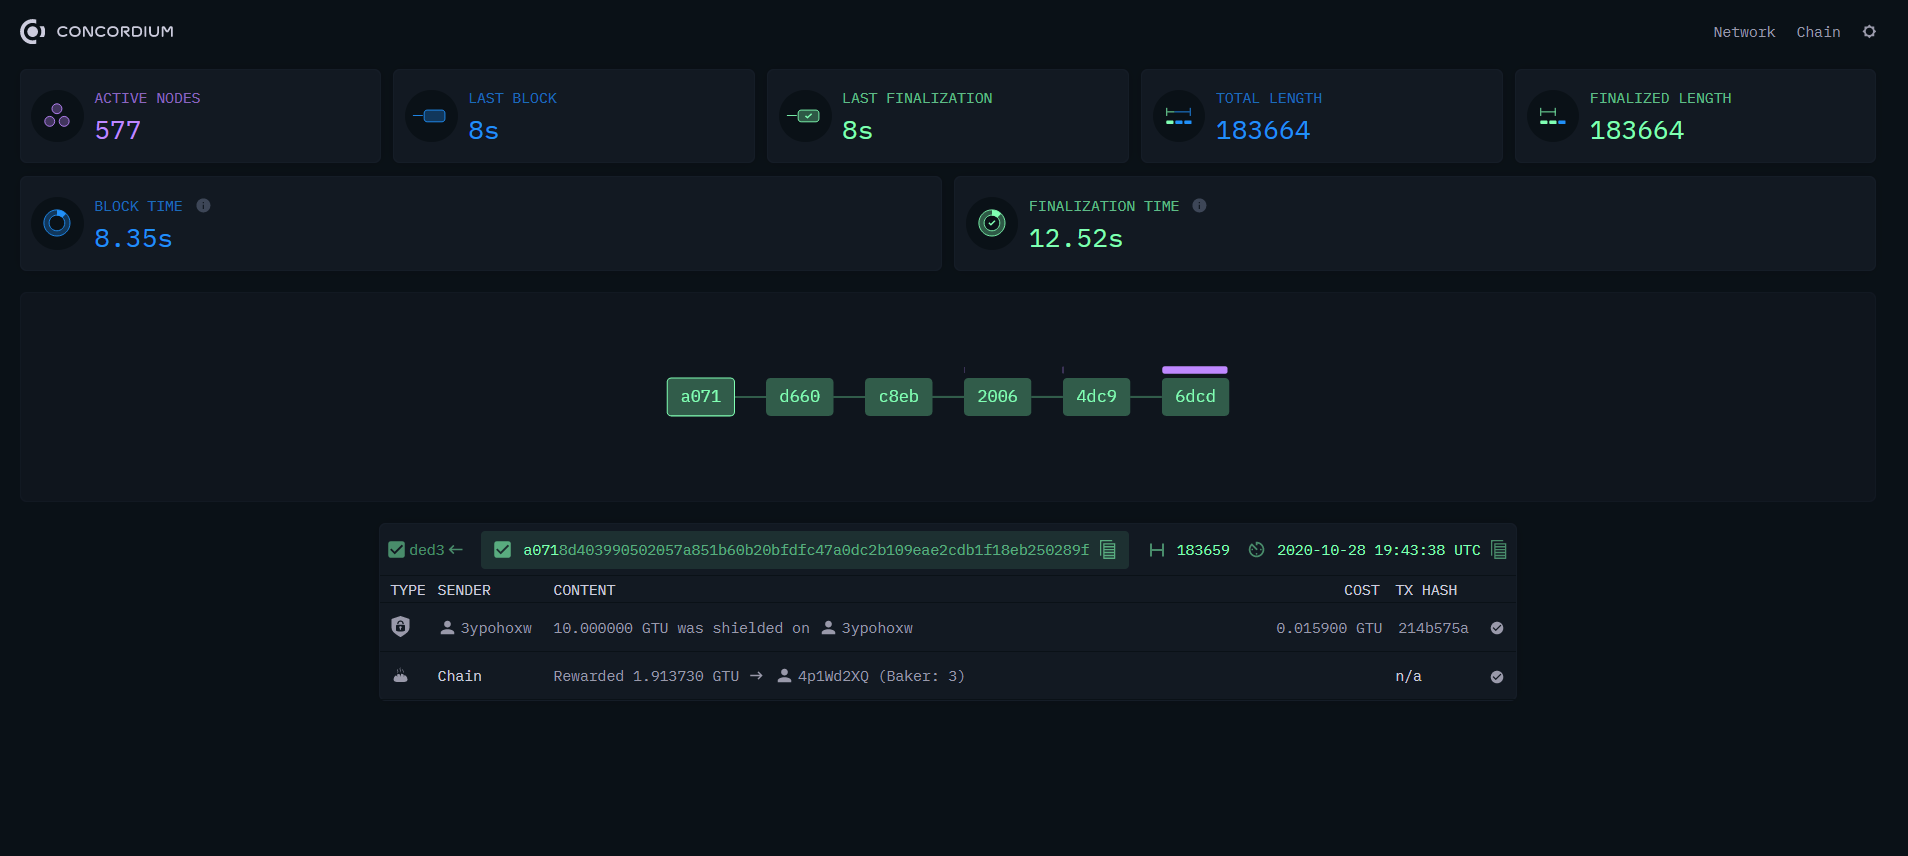 CONCORDIUM
Network Chain
ACTIVE NODES
577
LAST BLOCK
8s
LAST FINALIZATION
8s
TOTAL LENGTH
183664
FINALIZED LENGTH
183664
BLOCK TIME
8.35s
FINALIZATION TIME
12.52s
a071 d660 c8eb 2006 4dc9 6dcd
ded3 ← a0718d403990502057a851b60b20bfdfc47a0dc2b109eae2cdb1f18eb250289f 183659 2020-10-28 19:43:38 UTC
TYPE SENDER CONTENT COST TX HASH
3ypohoxw 10.000000 GTU was shielded on 3ypohoxw 0.015900 GTU 214b575a
Chain Rewarded 1.913730 GTU → 4p1Wd2XQ (Baker: 3) n/a